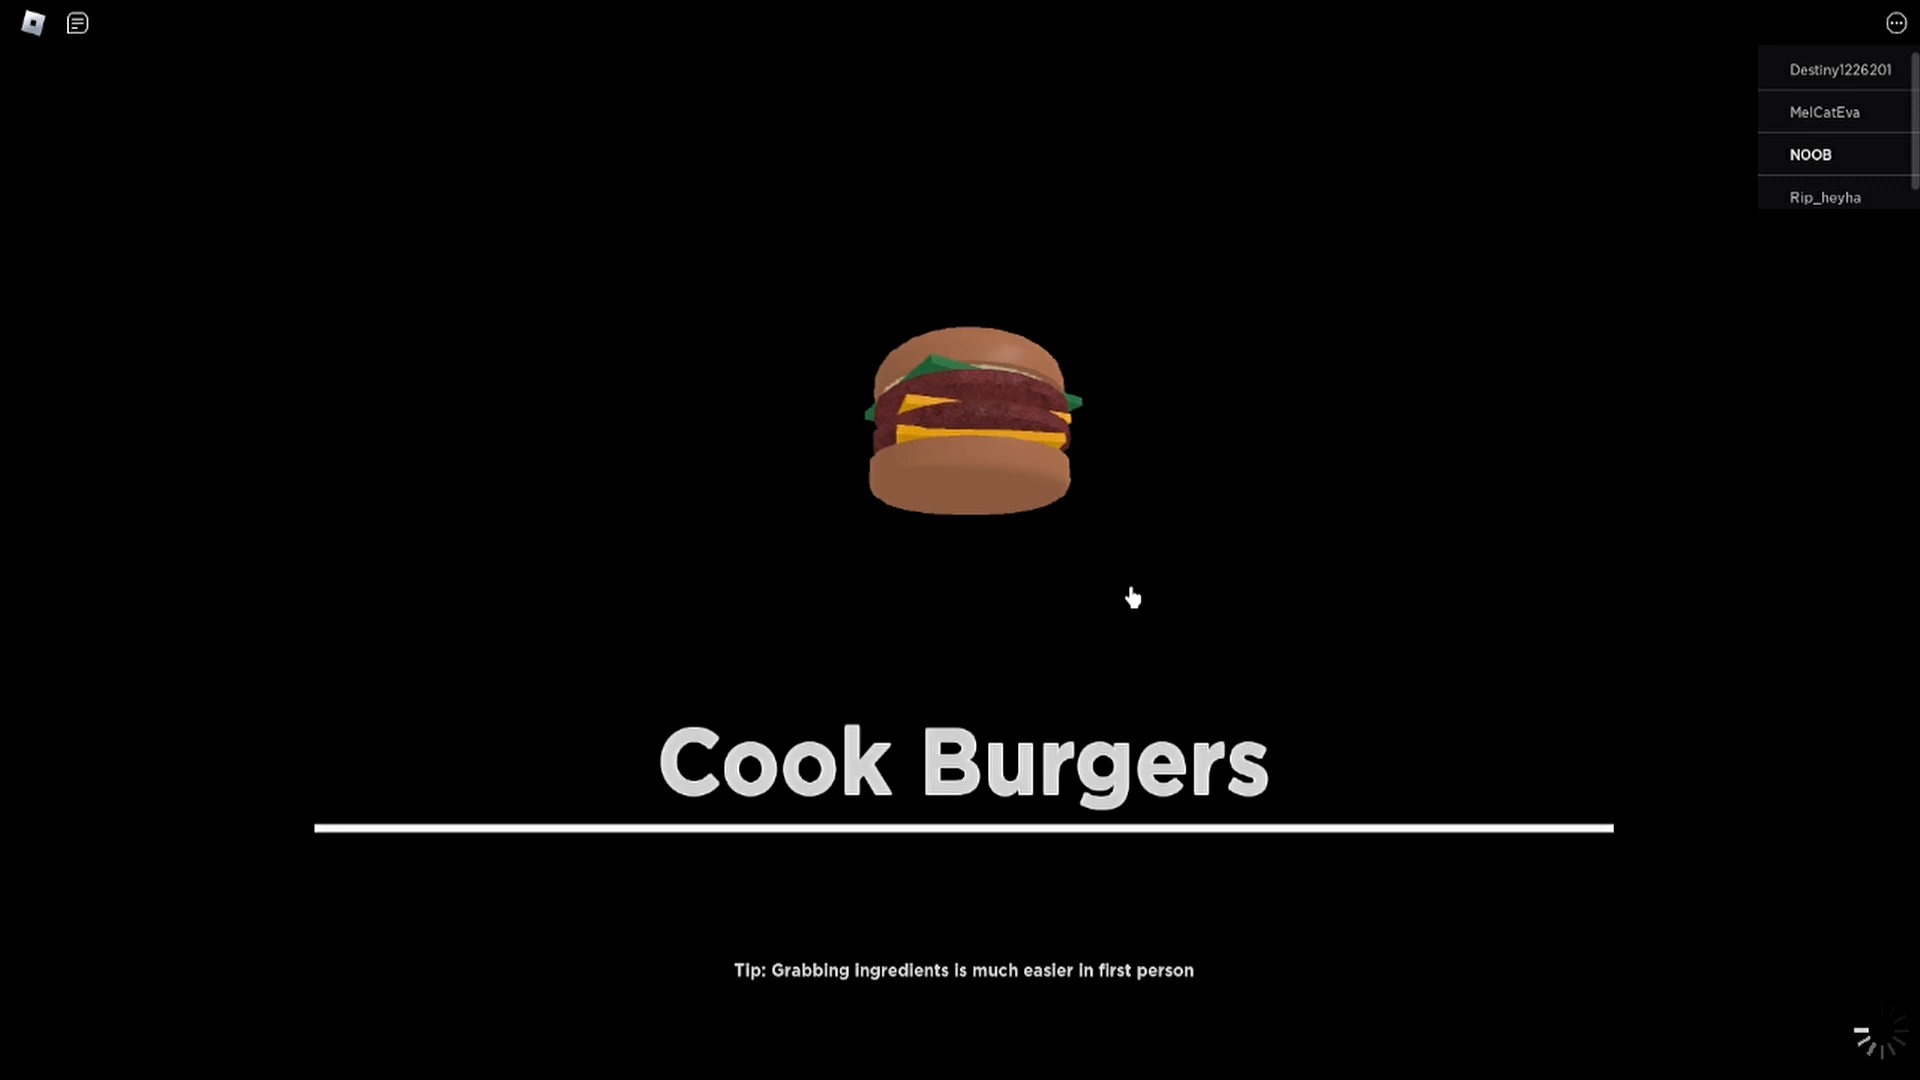 Destiny1226201
MelCatEva
NOOB
Rip_heyha
Cook Burgers
Tip: Grabbing ingredients is much easier in first person